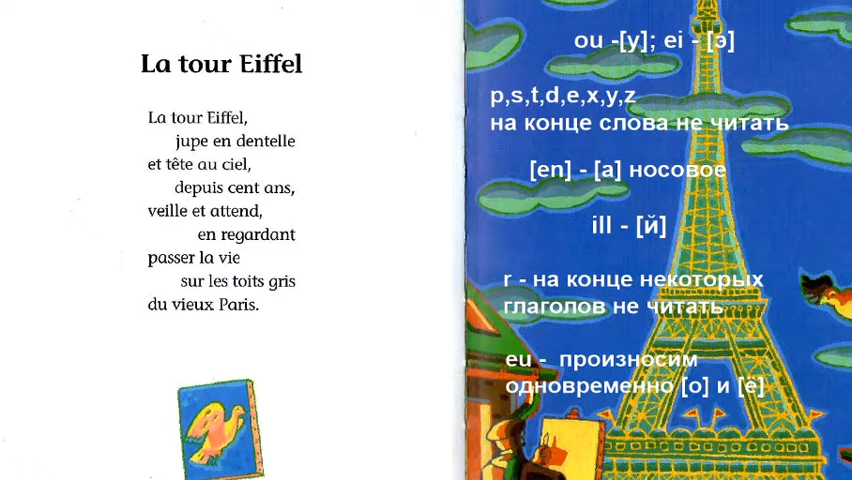 La tour Eiffel
La tour Eiffel,
jupe en dentelle
et tête au ciel,
depuis cent ans,
veille et attend,
en regardant
passer la vie
sur les toits gris
du vieux Paris.
ou -[у]; ei - [э]
p,s,t,d,e,x,y,z
на конце слова не читать
[en] - [а] носовое
ill - [й]
r - на конце некоторых
глаголов не читать
eu -  произносим
одновременно [о] и [ё]